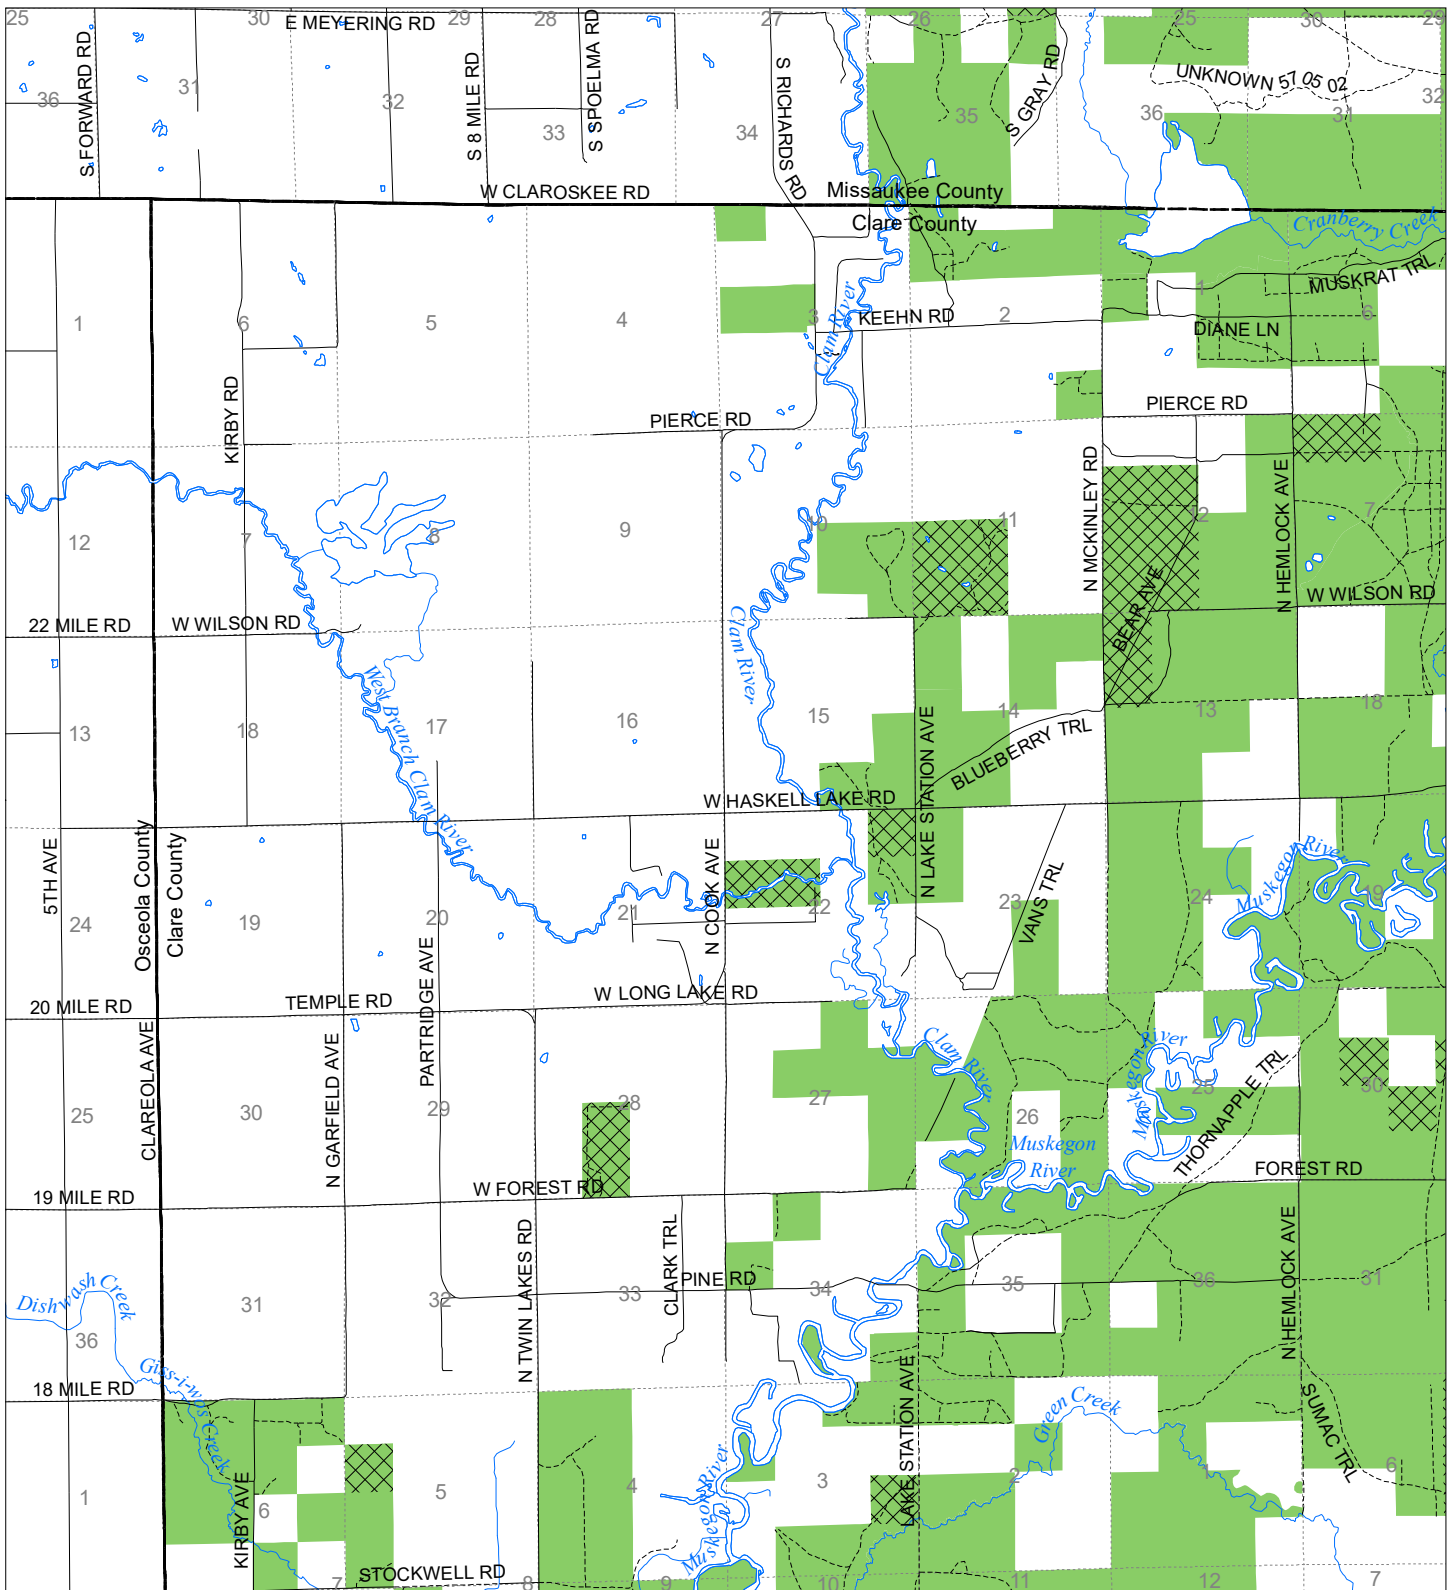 25
30
29
28
27
26
25
30
29
E MEYERING RD
S FORWARD RD
S 8 MILE RD
S SPOELMA RD
S RICHARDS RD
S GRAY RD
UNKNOWN 57 05 02
36
31
32
33
34
35
36
31
32
W CLAROSKEE RD
Missaukee County
Clare County
Cranberry Creek
MUSKRAT TRL
1
6
5
4
3
2
1
6
Clam River
KEEHN RD
DIANE LN
KIRBY RD
PIERCE RD
PIERCE RD
N MCKINLEY RD
N HEMLOCK AVE
12
7
8
9
10
11
12
7
BEAR AVE
W WILSON RD
22 MILE RD
W WILSON RD
Clam River
West Branch Clam River
13
18
17
16
15
14
13
18
N LAKE STATION AVE
BLUEBERRY TRL
W HASKELL LAKE RD
5TH AVE
Osceola County
Clare County
N COOK AVE
VANS TRL
Muskegon River
24
19
20
21
22
23
24
19
PARTRIDGE AVE
20 MILE RD
TEMPLE RD
W LONG LAKE RD
CLAREOLA AVE
N GARFIELD AVE
Clam River
Muskegon River
THORNAPPLE TRL
25
30
29
28
27
26
25
30
Muskegon
River
19 MILE RD
W FOREST RD
FOREST RD
N TWIN LAKES RD
CLARK TRL
PINE RD
N HEMLOCK AVE
Dishwash Creek
36
31
32
33
34
35
36
31
18 MILE RD
Giss-i-was Creek
LAKE STATION AVE
Green Creek
SUMAC TRL
KIRBY AVE
Muskegon River
1
6
5
4
3
2
1
6
STOCKWELL RD
7
8
9
10
11
12
7